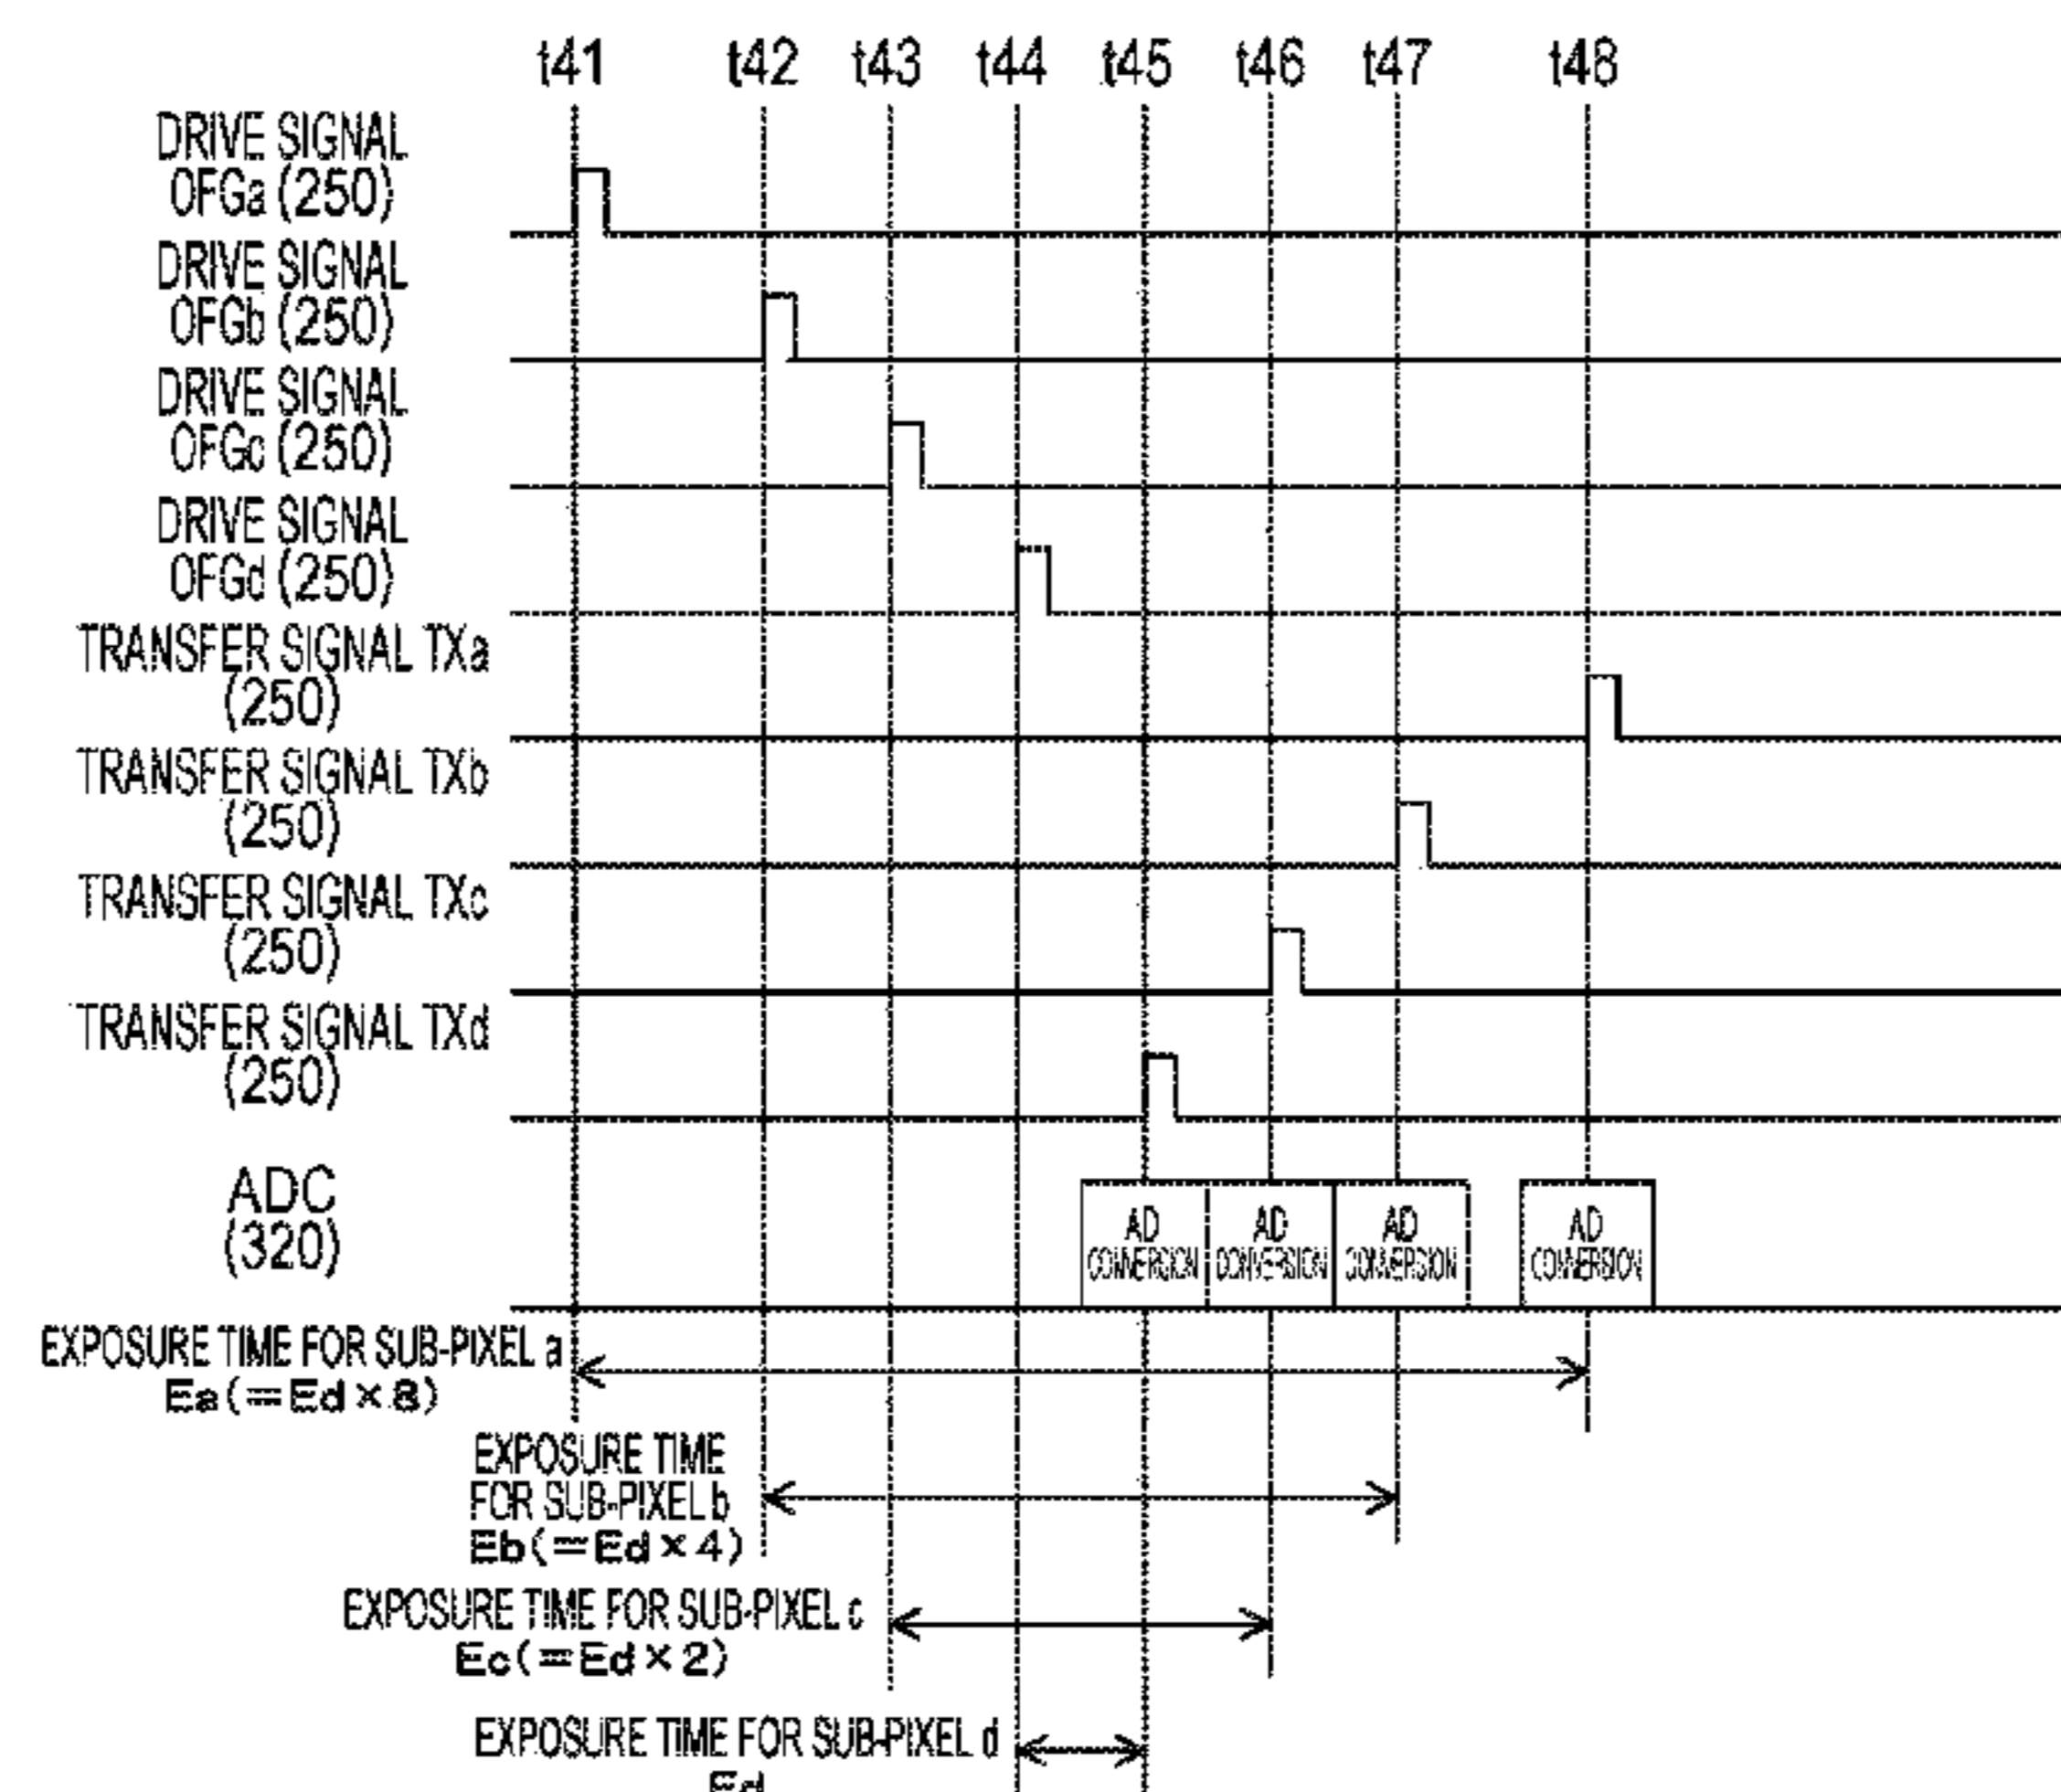 t41 t42 t43 t44 t45 t46 t47 t48
DRIVE SIGNAL
OFGa (250)
DRIVE SIGNAL
OFGb (250)
DRIVE SIGNAL
OFGc (250)
DRIVE SIGNAL
OFGd (250)
TRANSFER SIGNAL TXa
(250)
TRANSFER SIGNAL TXb
(250)
TRANSFER SIGNAL TXc
(250)
TRANSFER SIGNAL TXd
(250)
ADC
(320)
AD AD AD AD
CONVERSION CONVERSION CONVERSION CONVERSION
EXPOSURE TIME FOR SUB-PIXEL a
Ea(=Ed×8)
EXPOSURE TIME
FOR SUB-PIXEL b
Eb(=Ed×4)
EXPOSURE TIME FOR SUB-PIXEL c
Ec(=Ed×2)
EXPOSURE TIME FOR SUB-PIXEL d
Ed